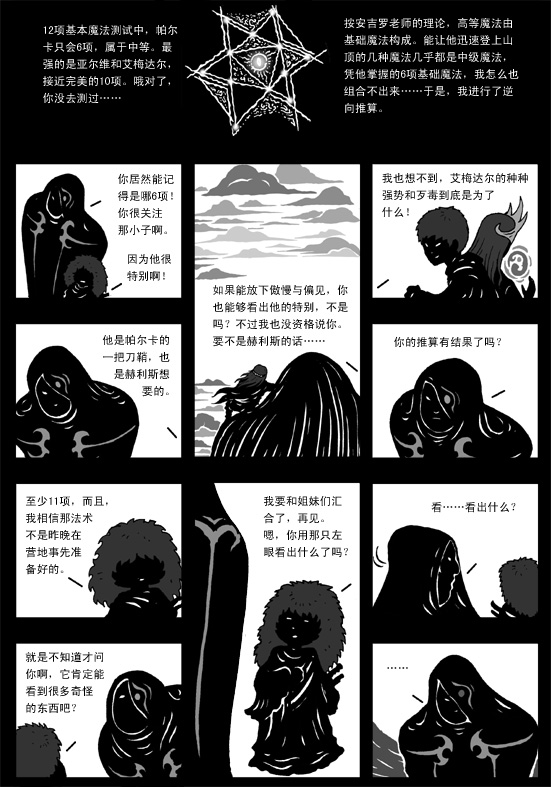 12项基本魔法测试中，帕尔
卡只会6项，属于中等。最
强的是亚尔维和艾梅达尔，
接近完美的10项。哦对了，
你没去测过……
按安吉罗老师的理论，高等魔法由
基础魔法构成。能让他迅速登上山
顶的几种魔法几乎都是中级魔法，
凭他掌握的6项基础魔法，我怎么也
组合不出来……于是，我进行了逆
向推算。
你居然能记
得是哪6项！
你很关注
那小子啊。
因为他很
特别啊！
如果能放下傲慢与偏见，你
也能够看出他的特别，不是
吗？不过我也没资格说你。
要不是赫利斯的话……
我也想不到，艾梅达尔的种种
强势和歹毒到底是为了
什么！
他是帕尔卡的
一把刀鞘，也
是赫利斯想
要的。
你的推算有结果了吗？
至少11项，而且，
我相信那法术
不是昨晚在
营地事先准
备好的。
我要和姐妹们汇
合了，再见。
嗯，你用那只左
眼看出什么了吗？
看……看出什么？
就是不知道才问
你啊，它肯定能
看到很多奇怪
的东西吧？
……